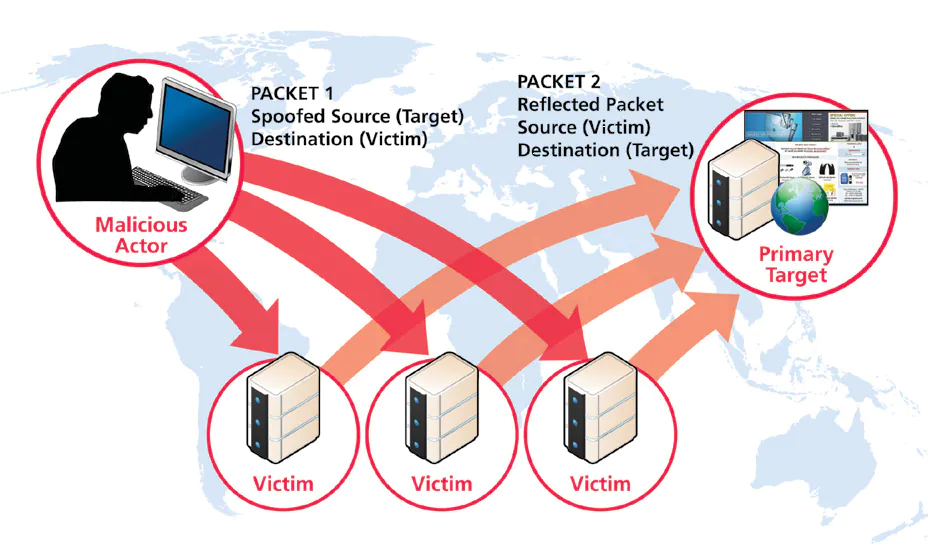 PACKET 1
Spoofed Source (Target)
Destination (Victim)
PACKET 2
Reflected Packet
Source (Victim)
Destination (Target)
Malicious
Actor
Primary
Target
Victim
Victim
Victim